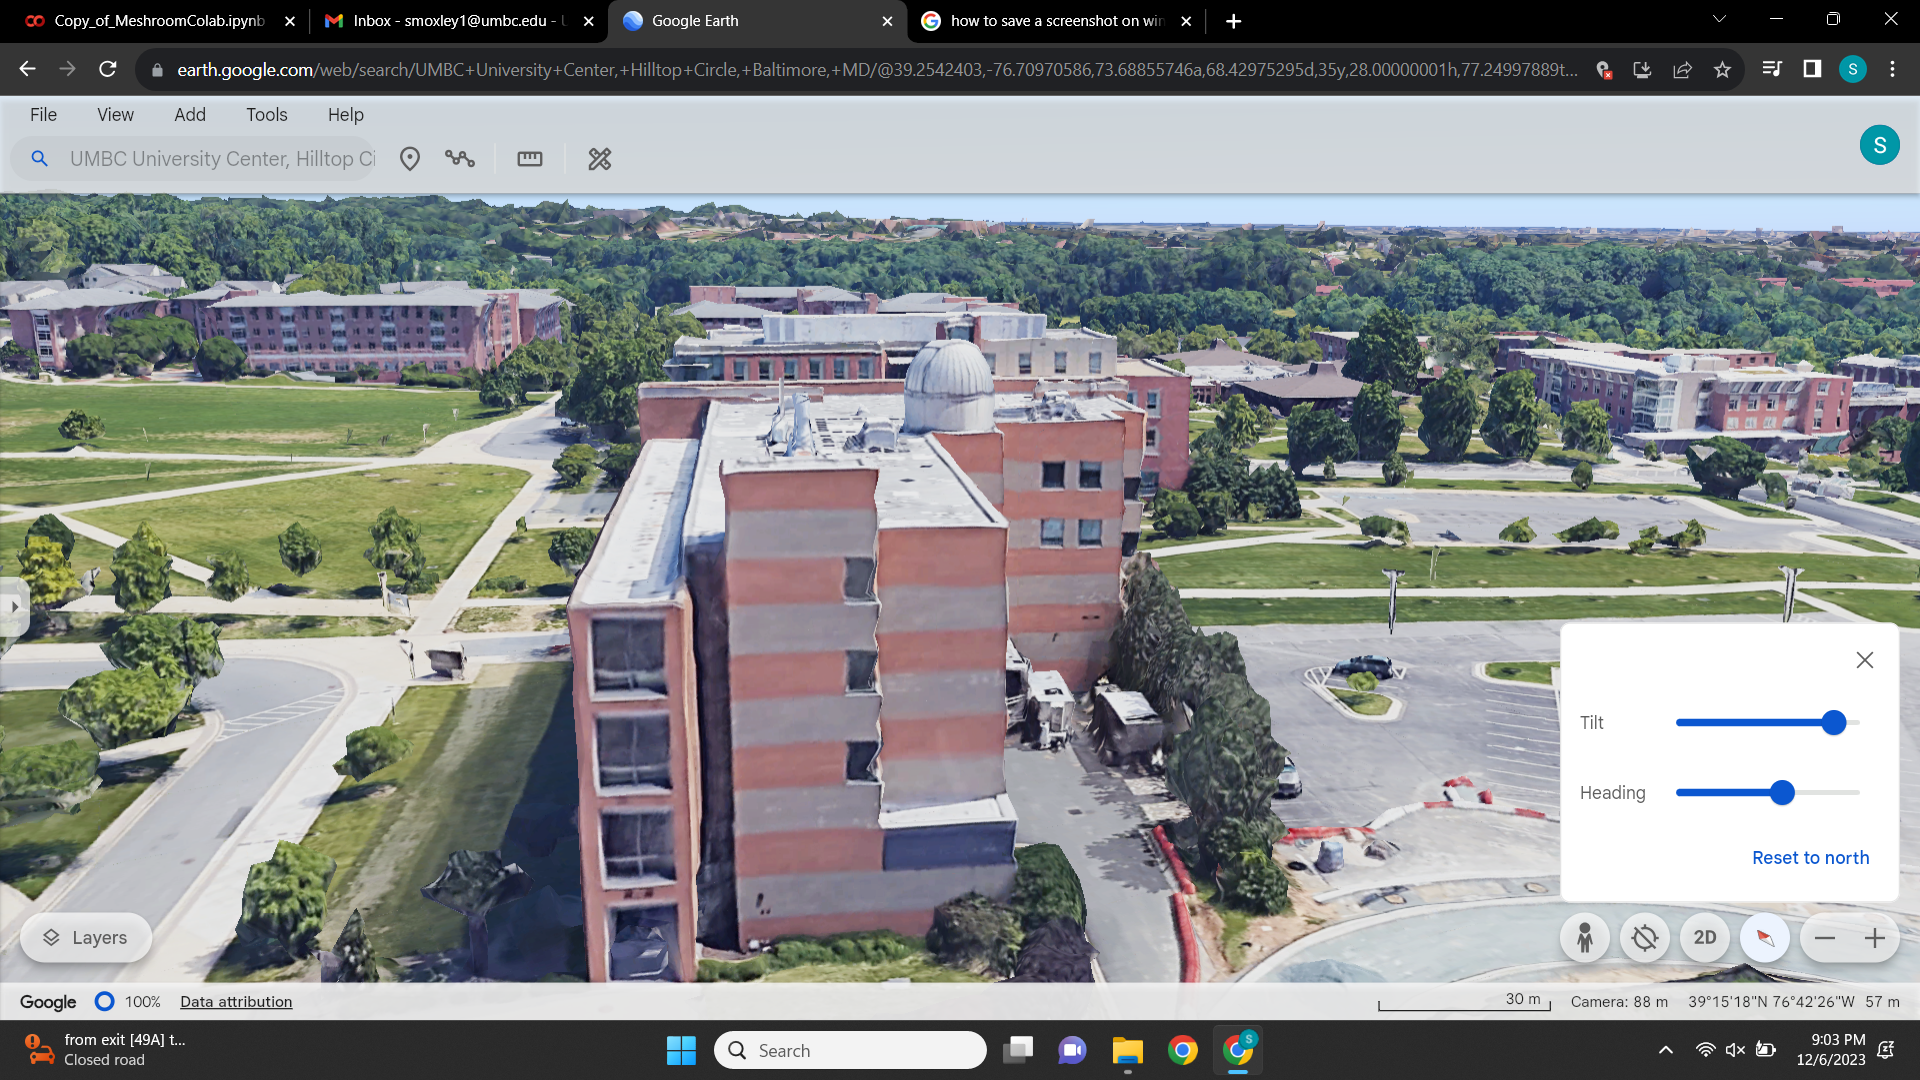 Copy_of_MeshroomColab.ipynb
Inbox - smoxley1@umbc.edu - U
Google Earth
how to save a screenshot on win
earth.google.com/web/search/UMBC+University+Center,+Hilltop+Circle,+Baltimore,+MD/@39.2542403,-76.70970586,73.68855746a,68.42975295d,35y,28.00000001h,77.24997889t...
S
File View Add Tools Help
UMBC University Center, Hilltop Ci
S
Tilt
Heading
Reset to north
Layers
2D
Google 100% Data attribution
30 m Camera: 88 m 39°15'18"N 76°42'26"W 57 m
from exit [49A] t...
Closed road
Search
S
9:03 PM
12/6/2023